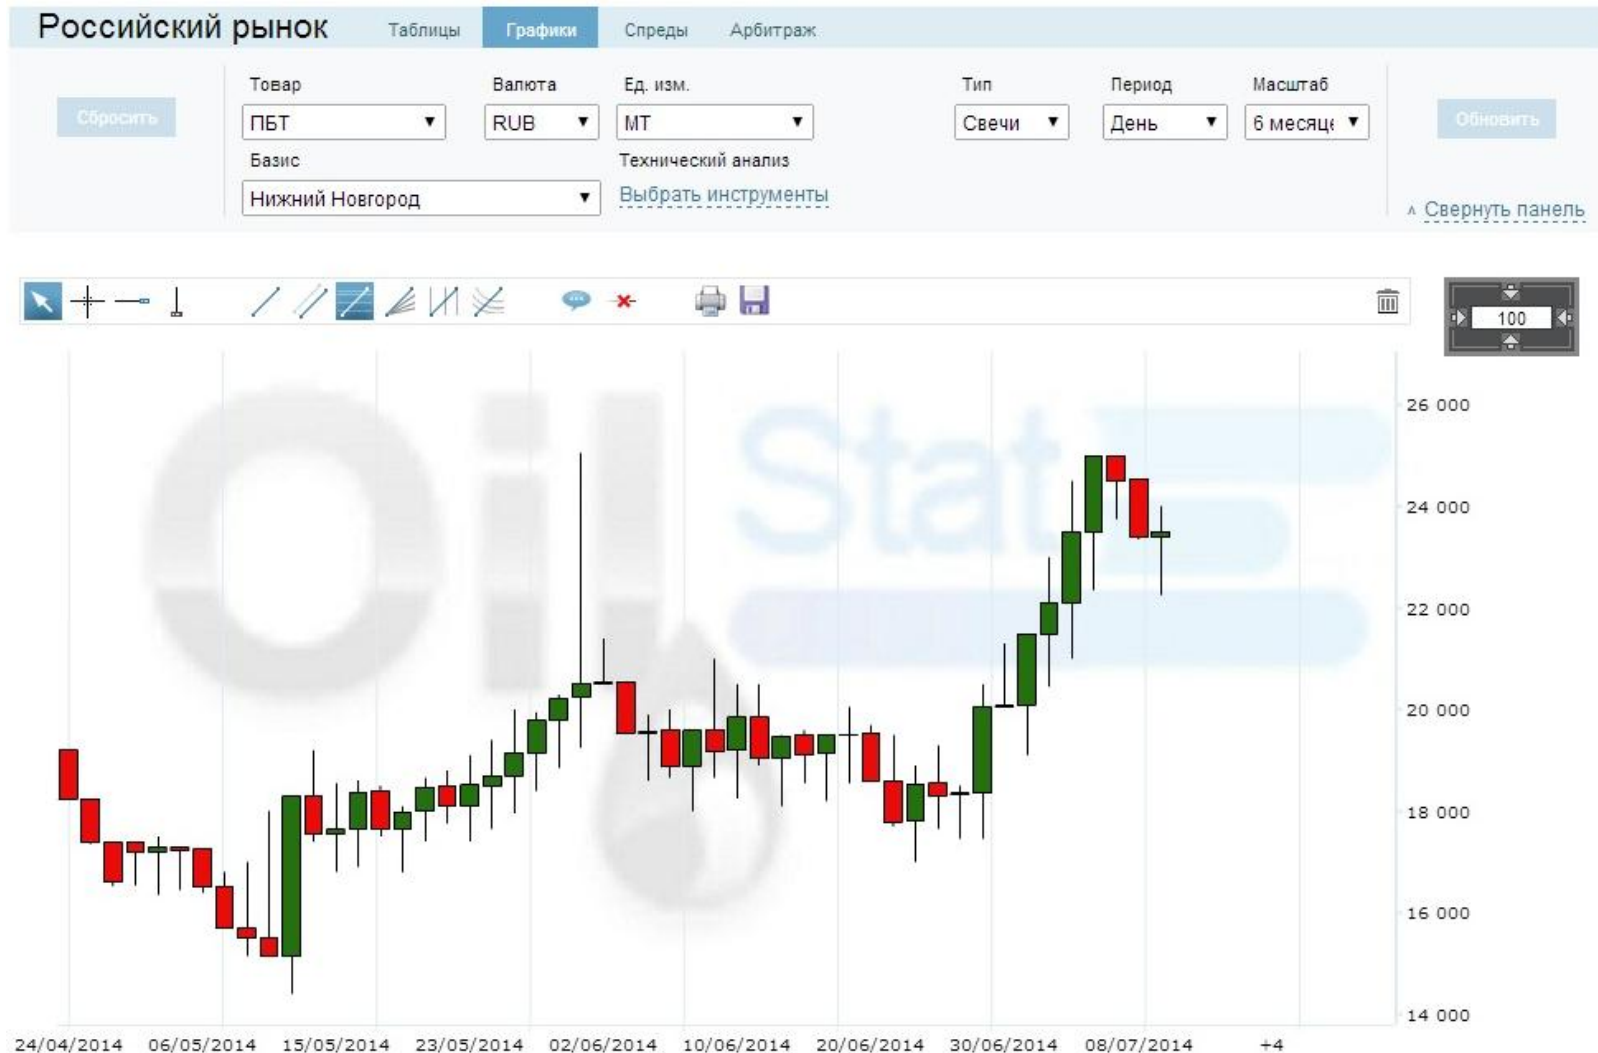 Российский рынок Таблицы Графики Спреды Арбитраж
Товар Валюта Ед. изм. Тип Период Масштаб
Сбросить ПБТ RUB МТ Свечи День 6 месяце Обновить
Базис Технический анализ
Нижний Новгород Выбрать инструменты
^ Свернуть панель
100
Oil Stat
26 000
24 000
22 000
20 000
18 000
16 000
14 000
24/04/2014 06/05/2014 15/05/2014 23/05/2014 02/06/2014 10/06/2014 20/06/2014 30/06/2014 08/07/2014 +4